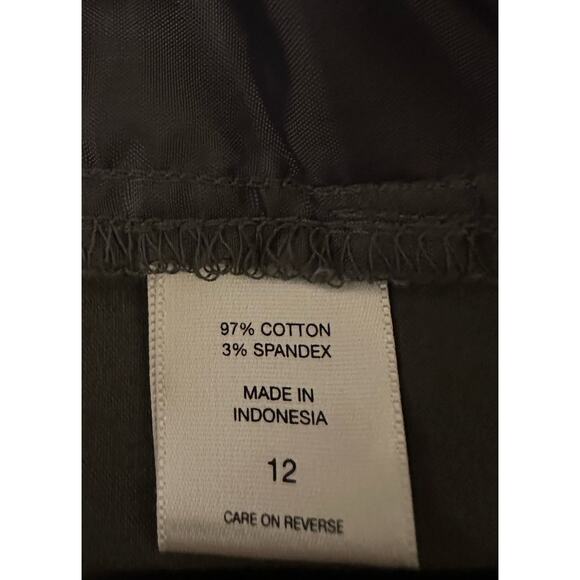 97% COTTON
3% SPANDEX
MADE IN
INDONESIA
12
CARE ON REVERSE